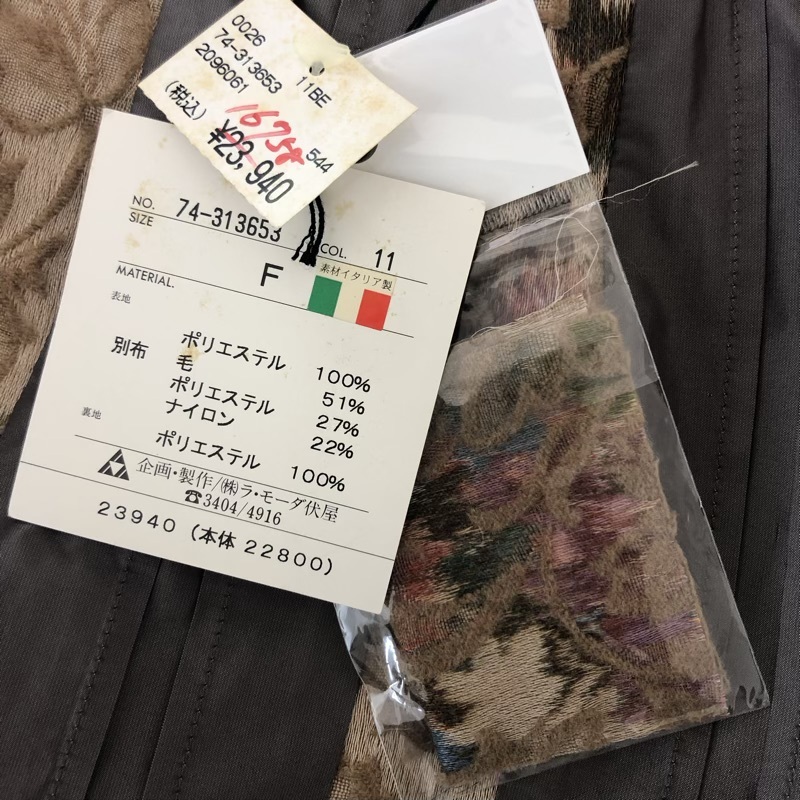 0026
74-313653 11BE
2096061
(税込) 544
¥23,940
NO. 74-313653 COL. 11
SIZE F
素材イタリア製
MATERIAL.
表地
ポリエステル 100%
別布 毛 51%
ポリエステル 27%
ナイロン 22%
裏地
ポリエステル 100%
企画・製作/㈱ラ・モーダ伏屋
☎3404/4916
23940 (本体 22800)